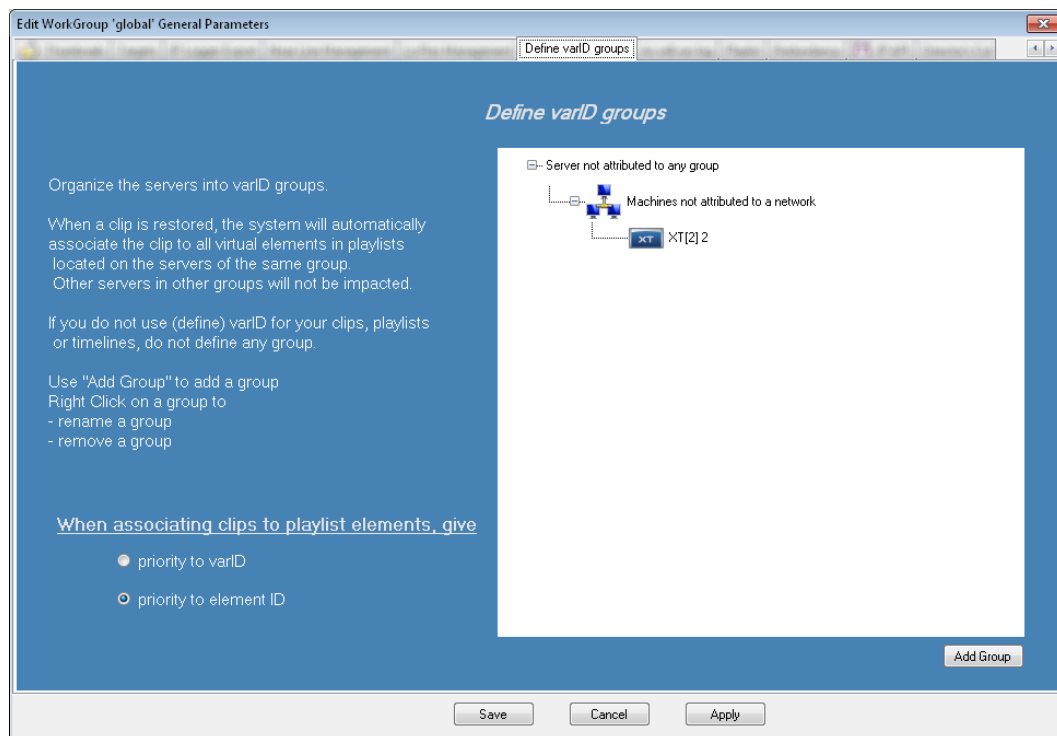 Edit WorkGroup 'global' General Parameters
Define varID groups
Define varID groups
Organize the servers into varID groups.
When a clip is restored, the system will automatically
associate the clip to all virtual elements in playlists
located on the servers of the same group.
Other servers in other groups will not be impacted.
If you do not use (define) varID for your clips, playlists
or timelines, do not define any group.
Use "Add Group" to add a group
Right Click on a group to
- rename a group
- remove a group
When associating clips to playlist elements, give
priority to varID
priority to element ID
Server not attributed to any group
Machines not attributed to a network
XT XT[2] 2
Add Group
Save Cancel Apply